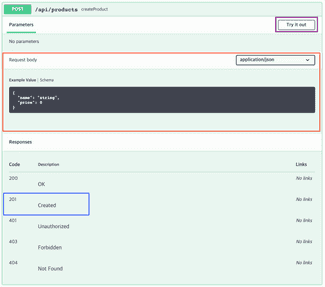 POST /api/products createProduct
Parameters
Try it out
No parameters
Request body
application/json
Example Value | Schema
{
"name": "string",
"price": 0
}
Responses
Code Description Links
200 OK No links
201 Created No links
401 Unauthorized No links
403 Forbidden No links
404 Not Found No links